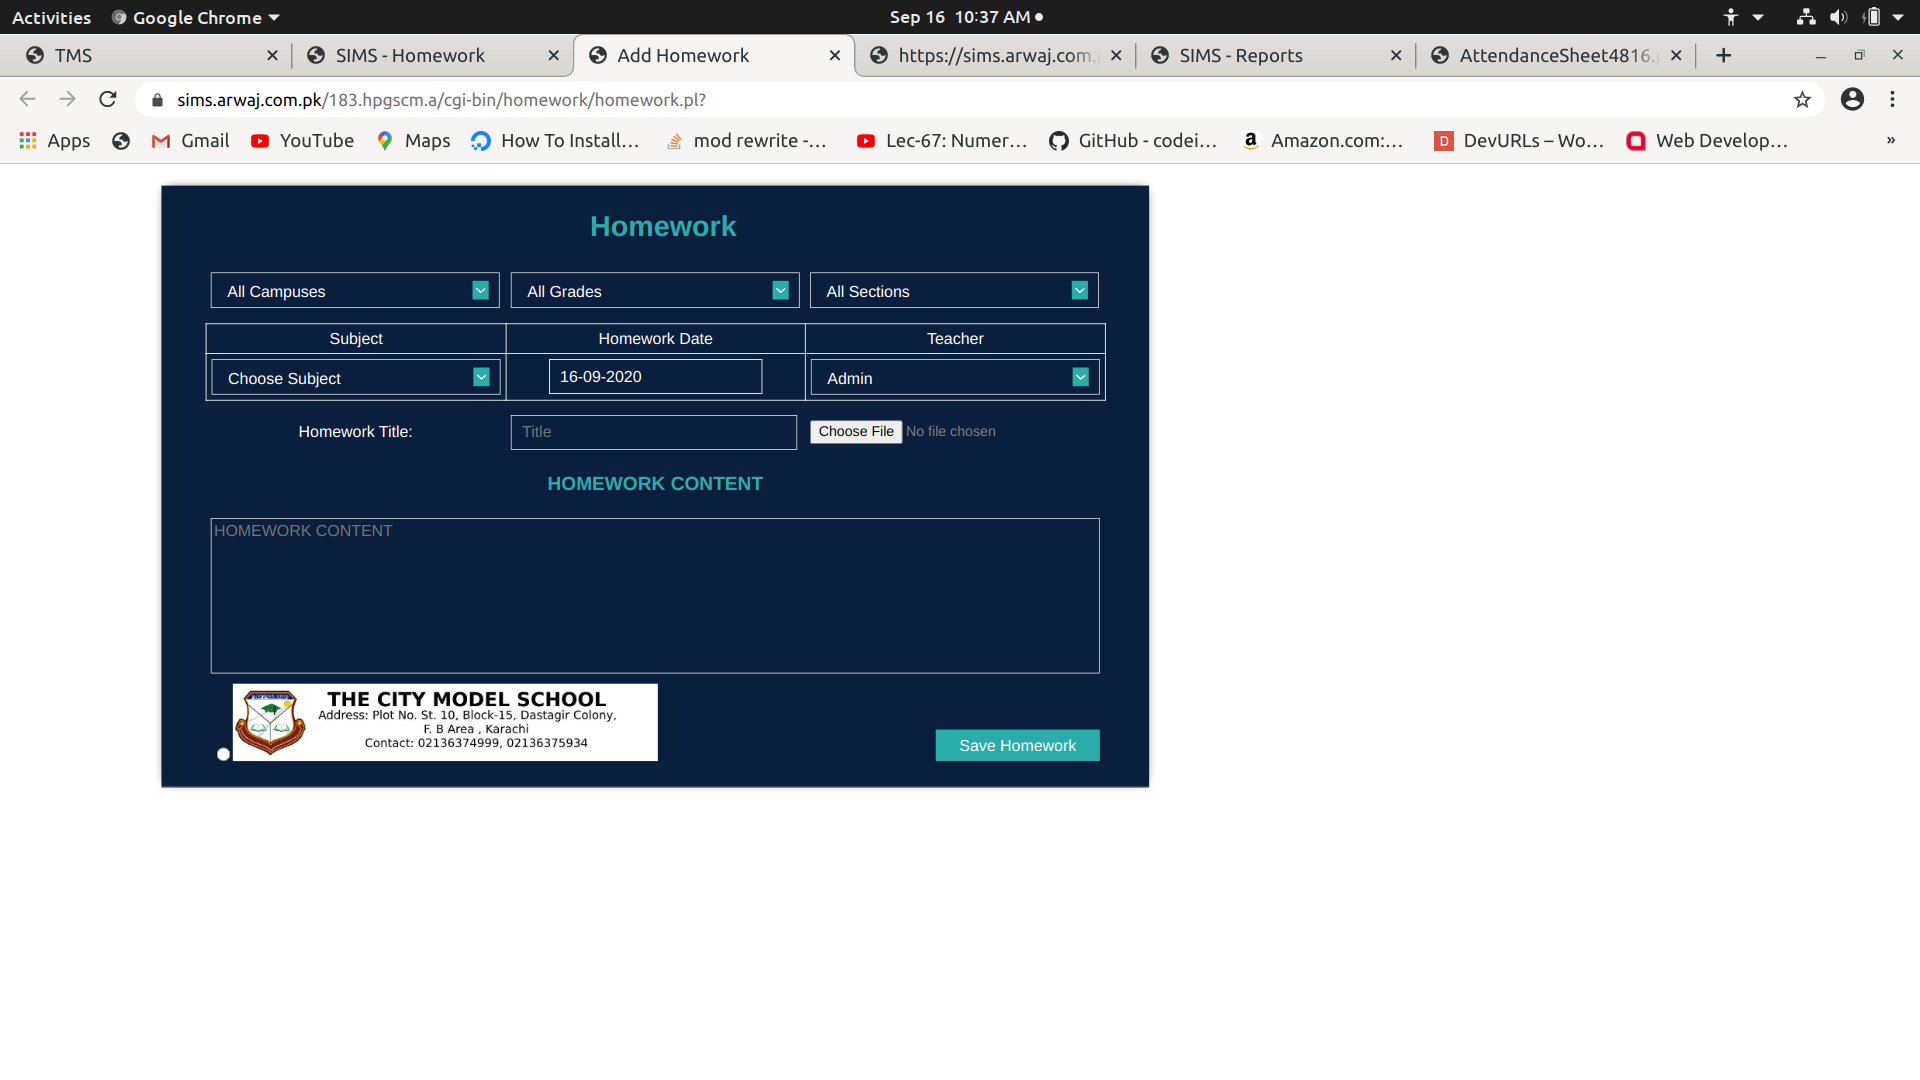 Activities Google Chrome Sep 16 10:37 AM
TMS SIMS - Homework Add Homework https://sims.arwaj.com. SIMS - Reports AttendanceSheet4816.
sims.arwaj.com.pk/183.hpgscm.a/cgi-bin/homework/homework.pl?
Apps Gmail YouTube Maps How To Install... mod rewrite -... Lec-67: Numer... GitHub - codei... Amazon.com:... D DevURLs – Wo... Web Develop... »
Homework
All Campuses All Grades All Sections
Subject Homework Date Teacher
Choose Subject 16-09-2020 Admin
Homework Title: Title Choose File No file chosen
HOMEWORK CONTENT
HOMEWORK CONTENT
THE CITY MODEL SCHOOL
Address: Plot No. St. 10, Block-15, Dastagir Colony,
F. B Area , Karachi
Contact: 02136374999, 02136375934
Save Homework